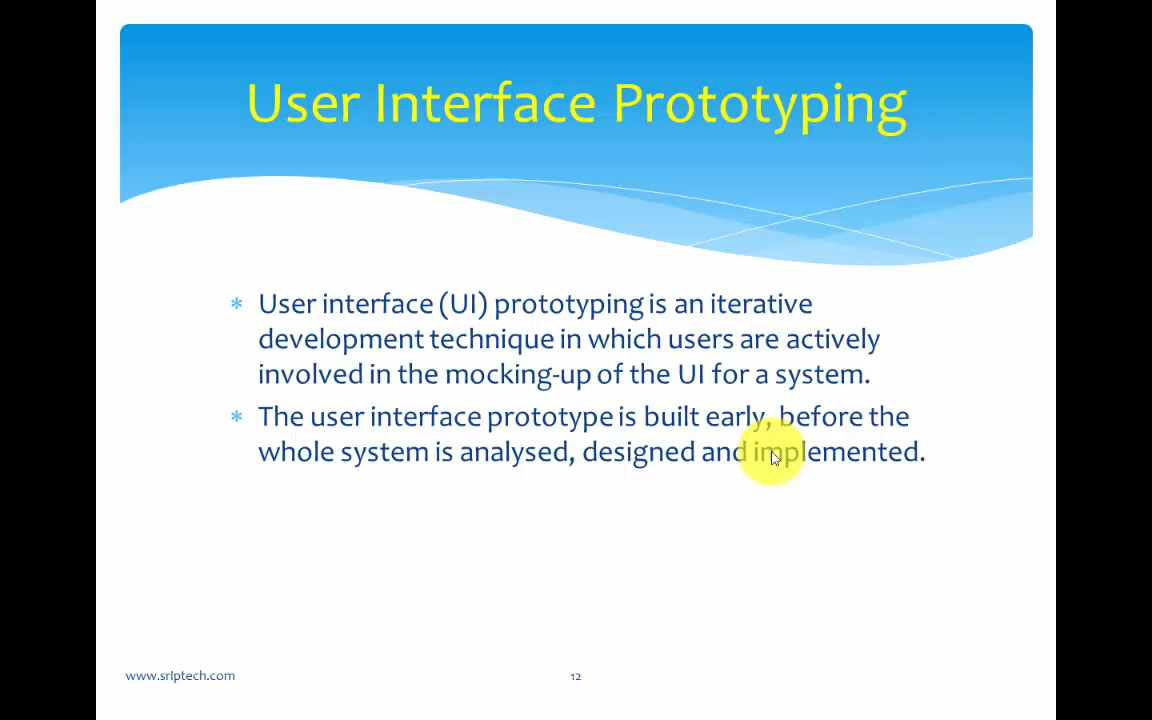 User Interface Prototyping
* User interface (UI) prototyping is an iterative
development technique in which users are actively
involved in the mocking-up of the UI for a system.
* The user interface prototype is built early, before the
whole system is analysed, designed and implemented.
www.sriptech.com
12